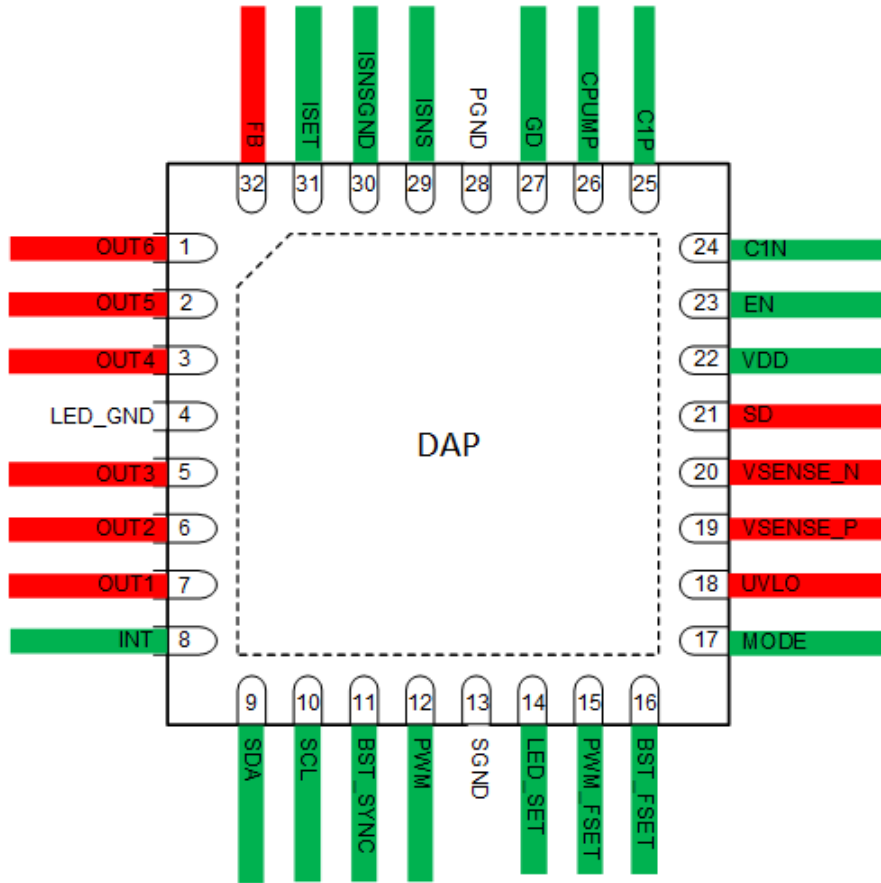 FB
ISET
ISNSGND
ISNS
PGND
GD
CPUMP
C1P
32 31 30 29 28 27 26 25
OUT6 1
24 C1N
OUT5 2
23 EN
OUT4 3
22 VDD
LED_GND 4
21 SD
DAP
OUT3 5
20 VSENSE_N
OUT2 6
19 VSENSE_P
OUT1 7
18 UVLO
INT 8
17 MODE
9 10 11 12 13 14 15 16
SDA
SCL
BST_SYNC
PWM
SGND
LED_SET
PWM_FSET
BST_FSET